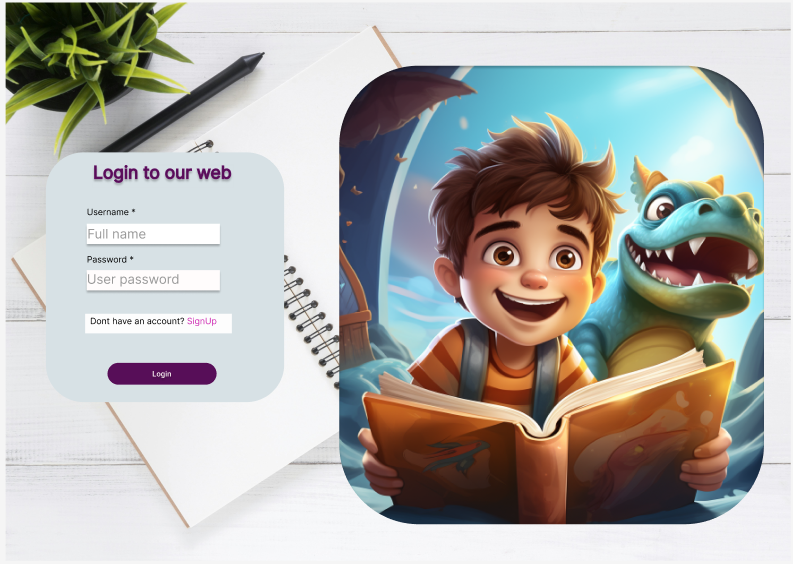 Login to our web
Username *
Full name
Password *
User password
Dont have an account? SignUp
Login